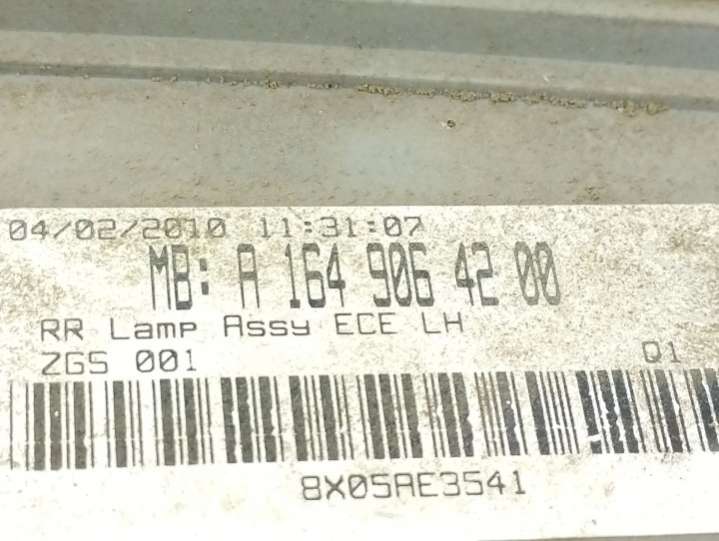 04/02/2010 11:31:07
MB: A 164 906 42 00
RR Lamp Assy ECE LH
ZGS 001 Q1
8X05AE3541